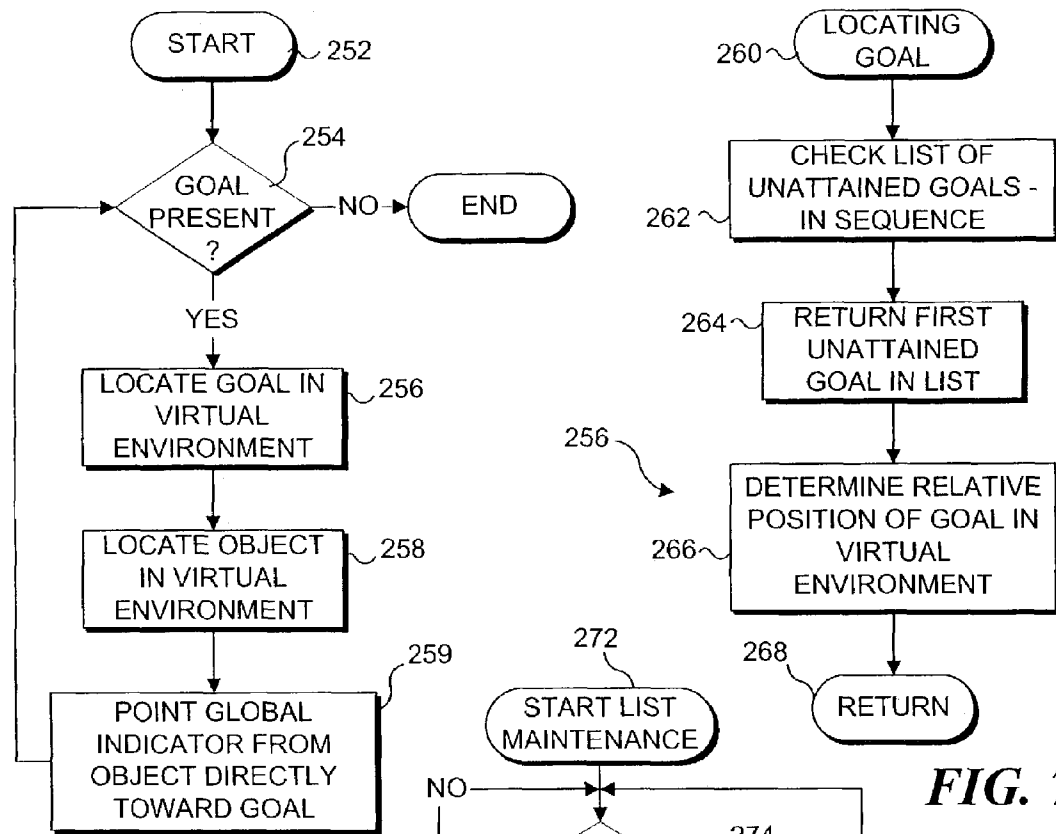 START
252
254
GOAL
PRESENT
?
NO
END
YES
LOCATE GOAL IN
VIRTUAL
ENVIRONMENT
256
LOCATE OBJECT
IN VIRTUAL
ENVIRONMENT
258
259
POINT GLOBAL
INDICATOR FROM
OBJECT DIRECTLY
TOWARD GOAL
LOCATING
GOAL
260
CHECK LIST OF
UNATTAINED GOALS -
IN SEQUENCE
262
RETURN FIRST
UNATTAINED
GOAL IN LIST
264
256
DETERMINE RELATIVE
POSITION OF GOAL IN
VIRTUAL
ENVIRONMENT
266
268
RETURN
272
START LIST
MAINTENANCE
NO
274
FIG.